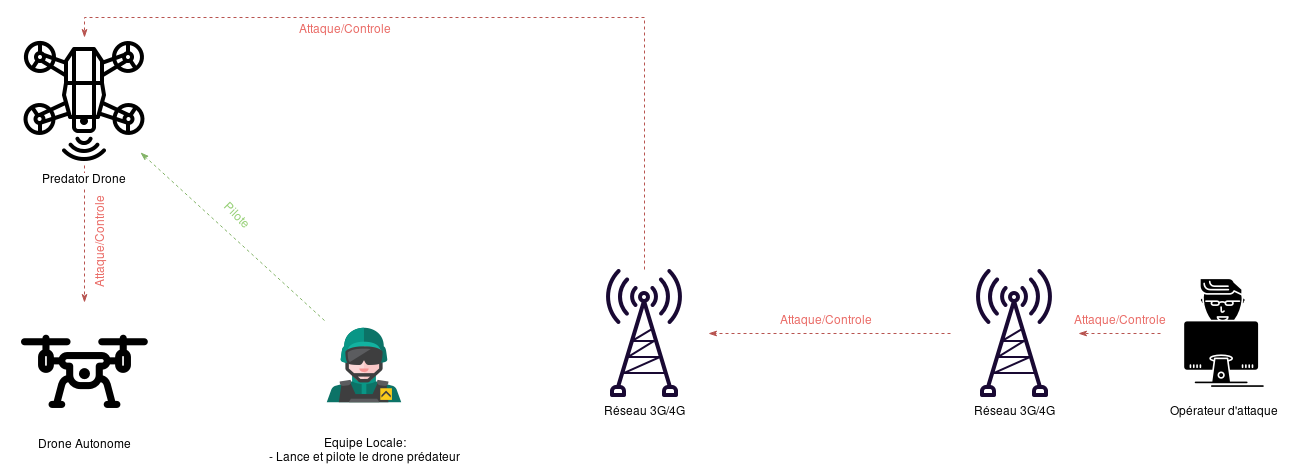 Attaque/Controle
Predator Drone
Attaque/Controle
Pilote
Attaque/Controle
Attaque/Controle
Réseau 3G/4G
Réseau 3G/4G
Opérateur d'attaque
Drone Autonome
Equipe Locale:
- Lance et pilote le drone prédateur